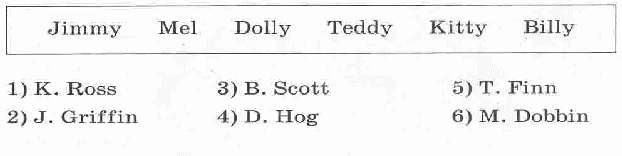 Jimmy Mel Dolly Teddy Kitty Billy
1) K. Ross 3) B. Scott 5) T. Finn
2) J. Griffin 4) D. Hog 6) M. Dobbin